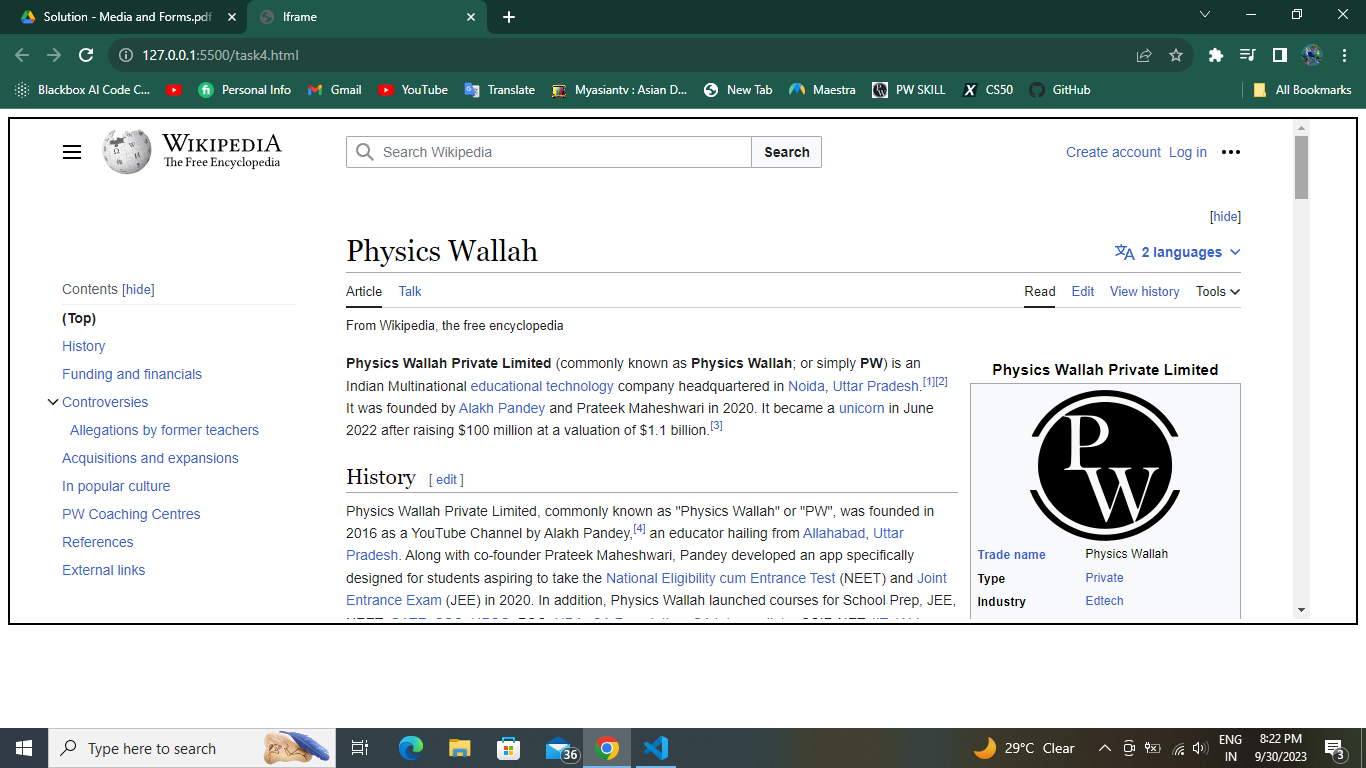 Solution - Media and Forms.pdf
Iframe
127.0.0.1:5500/task4.html
Blackbox AI Code C...
Personal Info
Gmail
YouTube
Translate
Myasiantv : Asian D...
New Tab
Maestra
PW SKILL
CS50
GitHub
All Bookmarks
WIKIPEDIA
The Free Encyclopedia
Search Wikipedia
Search
Create account
Log in
[hide]
Physics Wallah
2 languages
Contents [hide]
(Top)
History
Funding and financials
Controversies
Allegations by former teachers
Acquisitions and expansions
In popular culture
PW Coaching Centres
References
External links
Article
Talk
Read
Edit
View history
Tools
From Wikipedia, the free encyclopedia
Physics Wallah Private Limited (commonly known as Physics Wallah; or simply PW) is an
Indian Multinational educational technology company headquartered in Noida, Uttar Pradesh.[1][2]
It was founded by Alakh Pandey and Prateek Maheshwari in 2020. It became a unicorn in June
2022 after raising $100 million at a valuation of $1.1 billion.[3]
History [ edit ]
Physics Wallah Private Limited, commonly known as "Physics Wallah" or "PW", was founded in
2016 as a YouTube Channel by Alakh Pandey,[4] an educator hailing from Allahabad, Uttar
Pradesh. Along with co-founder Prateek Maheshwari, Pandey developed an app specifically
designed for students aspiring to take the National Eligibility cum Entrance Test (NEET) and Joint
Entrance Exam (JEE) in 2020. In addition, Physics Wallah launched courses for School Prep, JEE,
Physics Wallah Private Limited
PW
Trade name Physics Wallah
Type Private
Industry Edtech
Type here to search
36
29°C Clear
ENG
IN
8:22 PM
9/30/2023
3